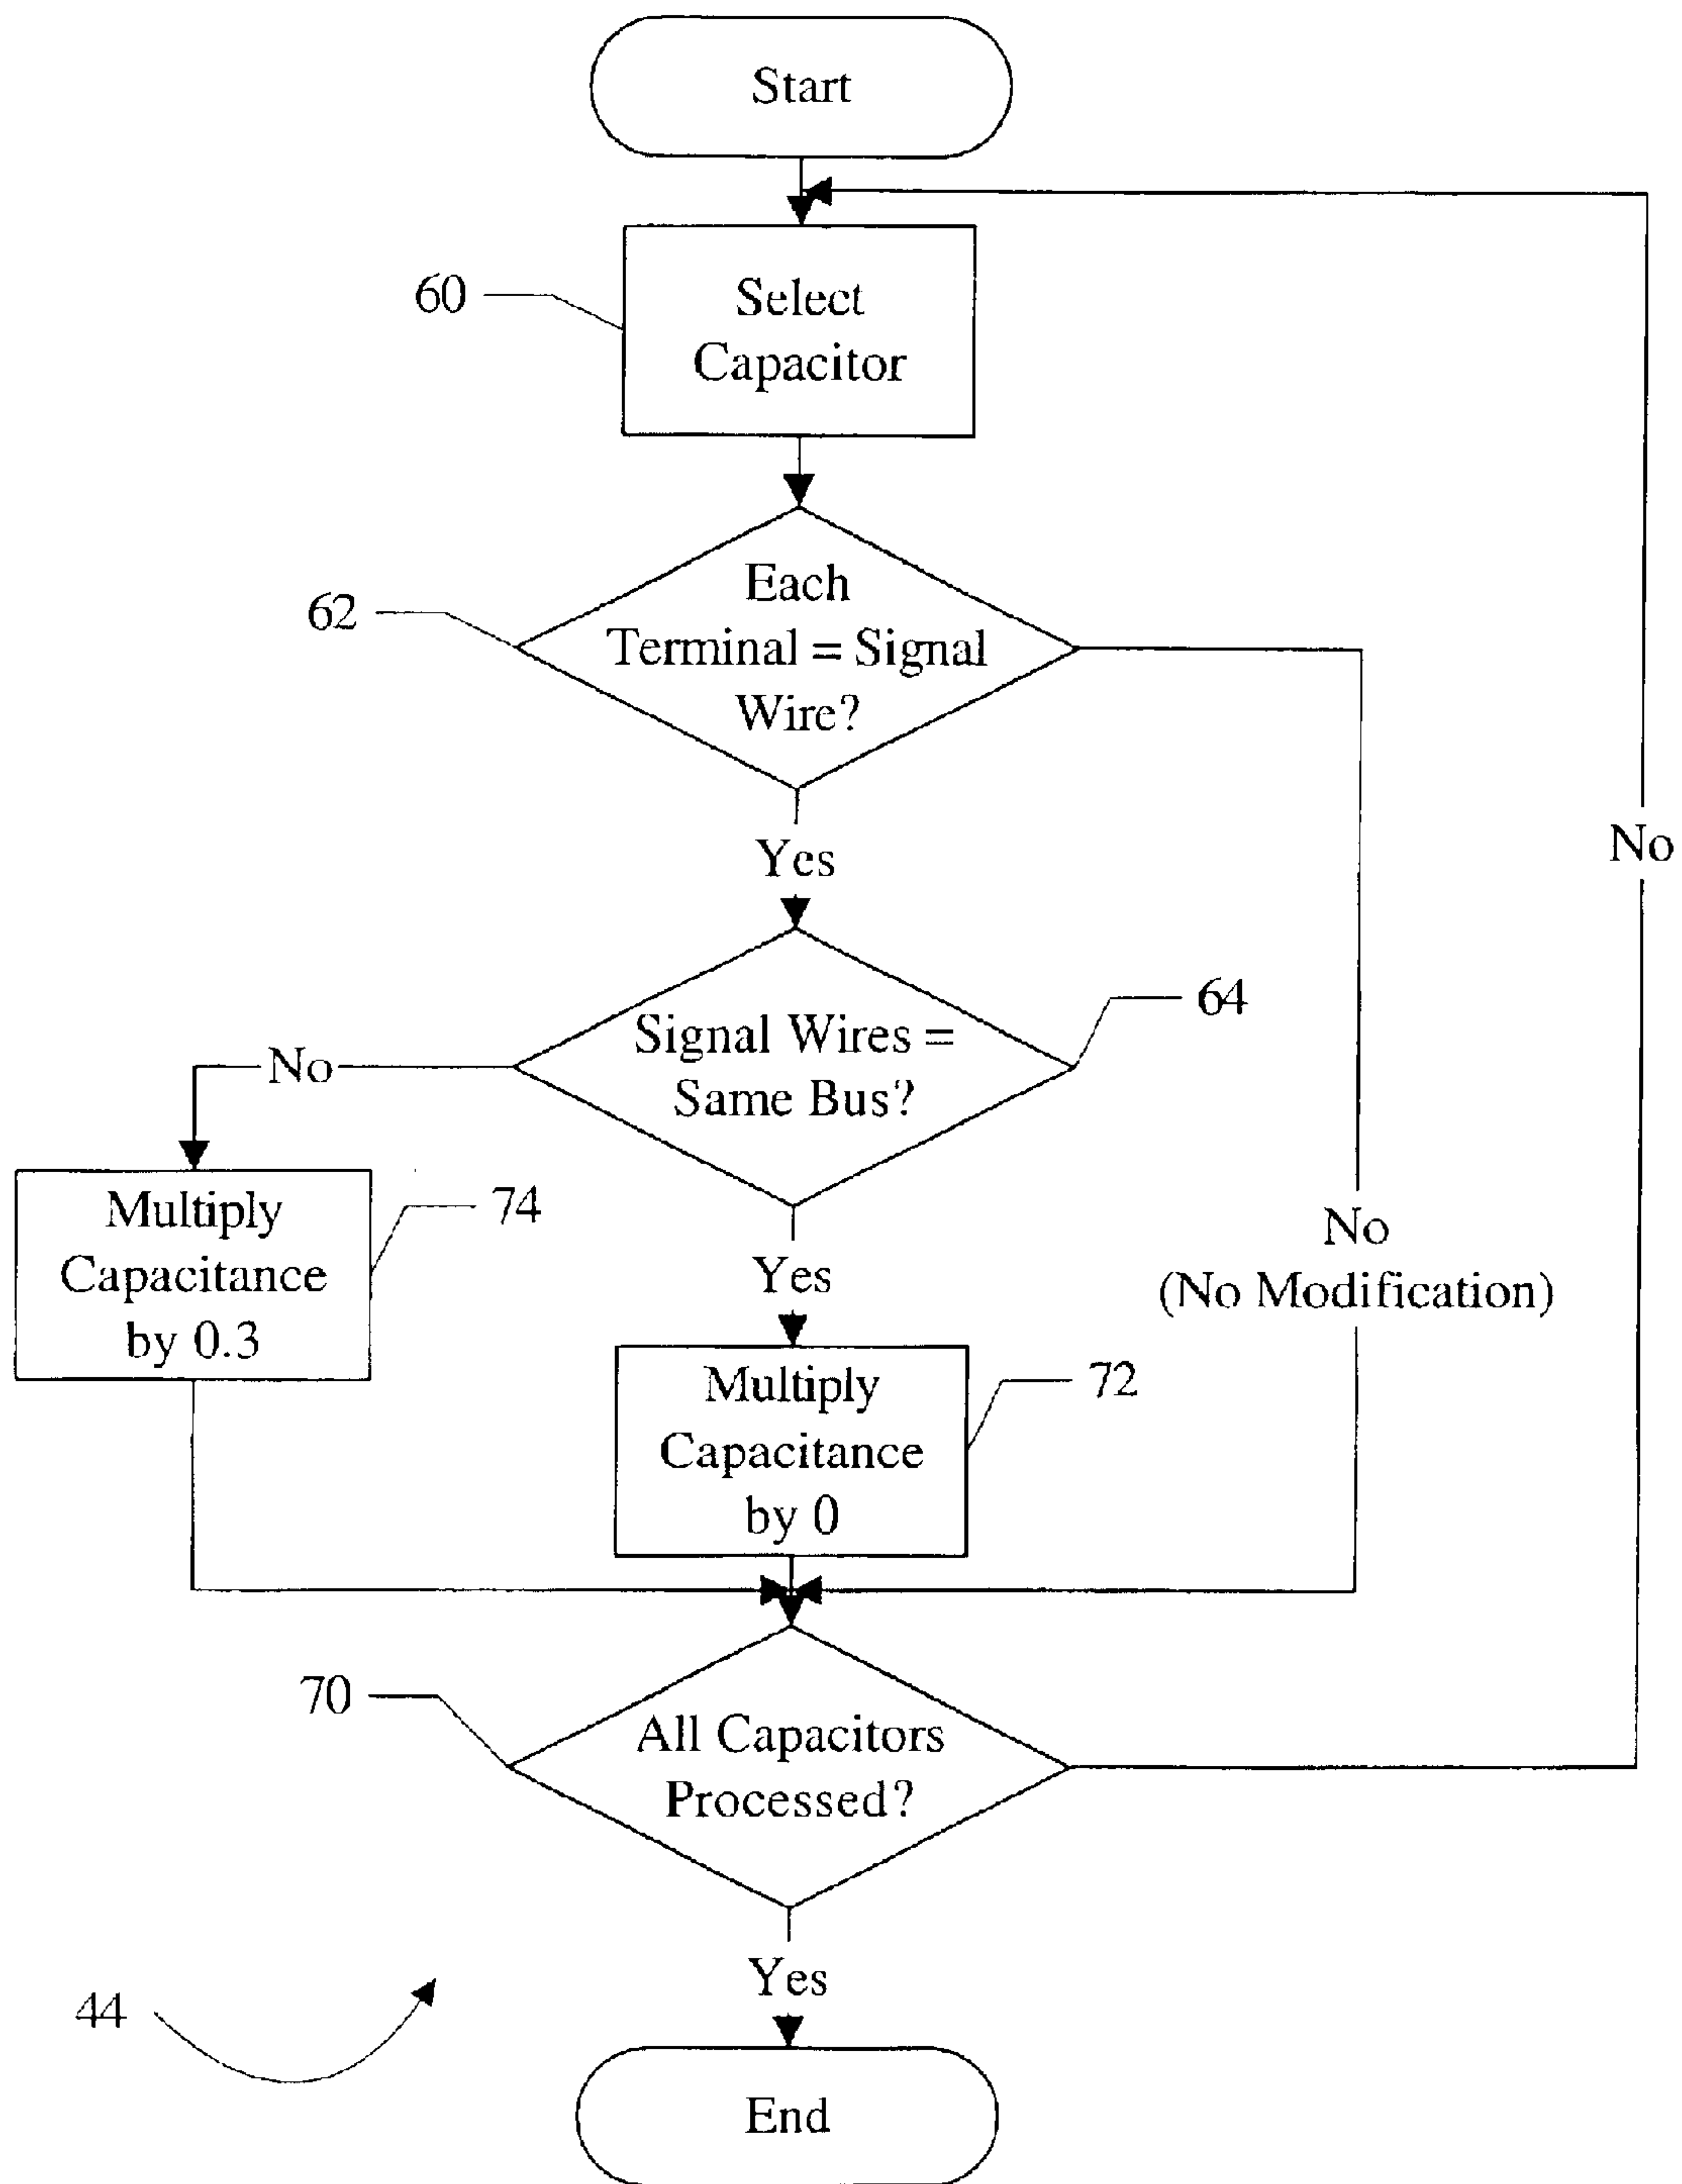 Start
60
Select
Capacitor
62
Each
Terminal = Signal
Wire?
No
Yes
64
Signal Wires =
Same Bus?
No
74
Multiply
Capacitance
by 0.3
No
(No Modification)
Yes
72
Multiply
Capacitance
by 0
70
All Capacitors
Processed?
Yes
44
End